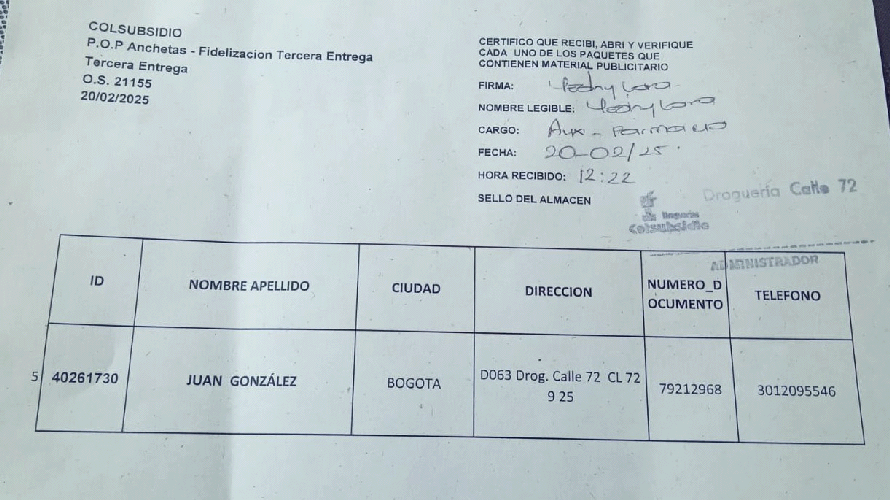 COLSUBSIDIO
P.O.P Anchetas - Fidelizacion Tercera Entrega
Tercera Entrega
O.S. 21155
20/02/2025
CERTIFICO QUE RECIBI, ABRI Y VERIFIQUE
CADA UNO DE LOS PAQUETES QUE
CONTIENEN MATERIAL PUBLICITARIO
FIRMA:
NOMBRE LEGIBLE:
CARGO: Aux-
FECHA: 20-02/25.
HORA RECIBIDO: 12:22
SELLO DEL ALMACEN
Droguería Calle 72
Colsubsidio
ADMINISTRADOR
ID NOMBRE APELLIDO CIUDAD DIRECCION NUMERO_D TELEFONO
OCUMENTO
5 40261730 JUAN GONZÁLEZ BOGOTA D063 Drog. Calle 72 CL 72 79212968 3012095546
9 25